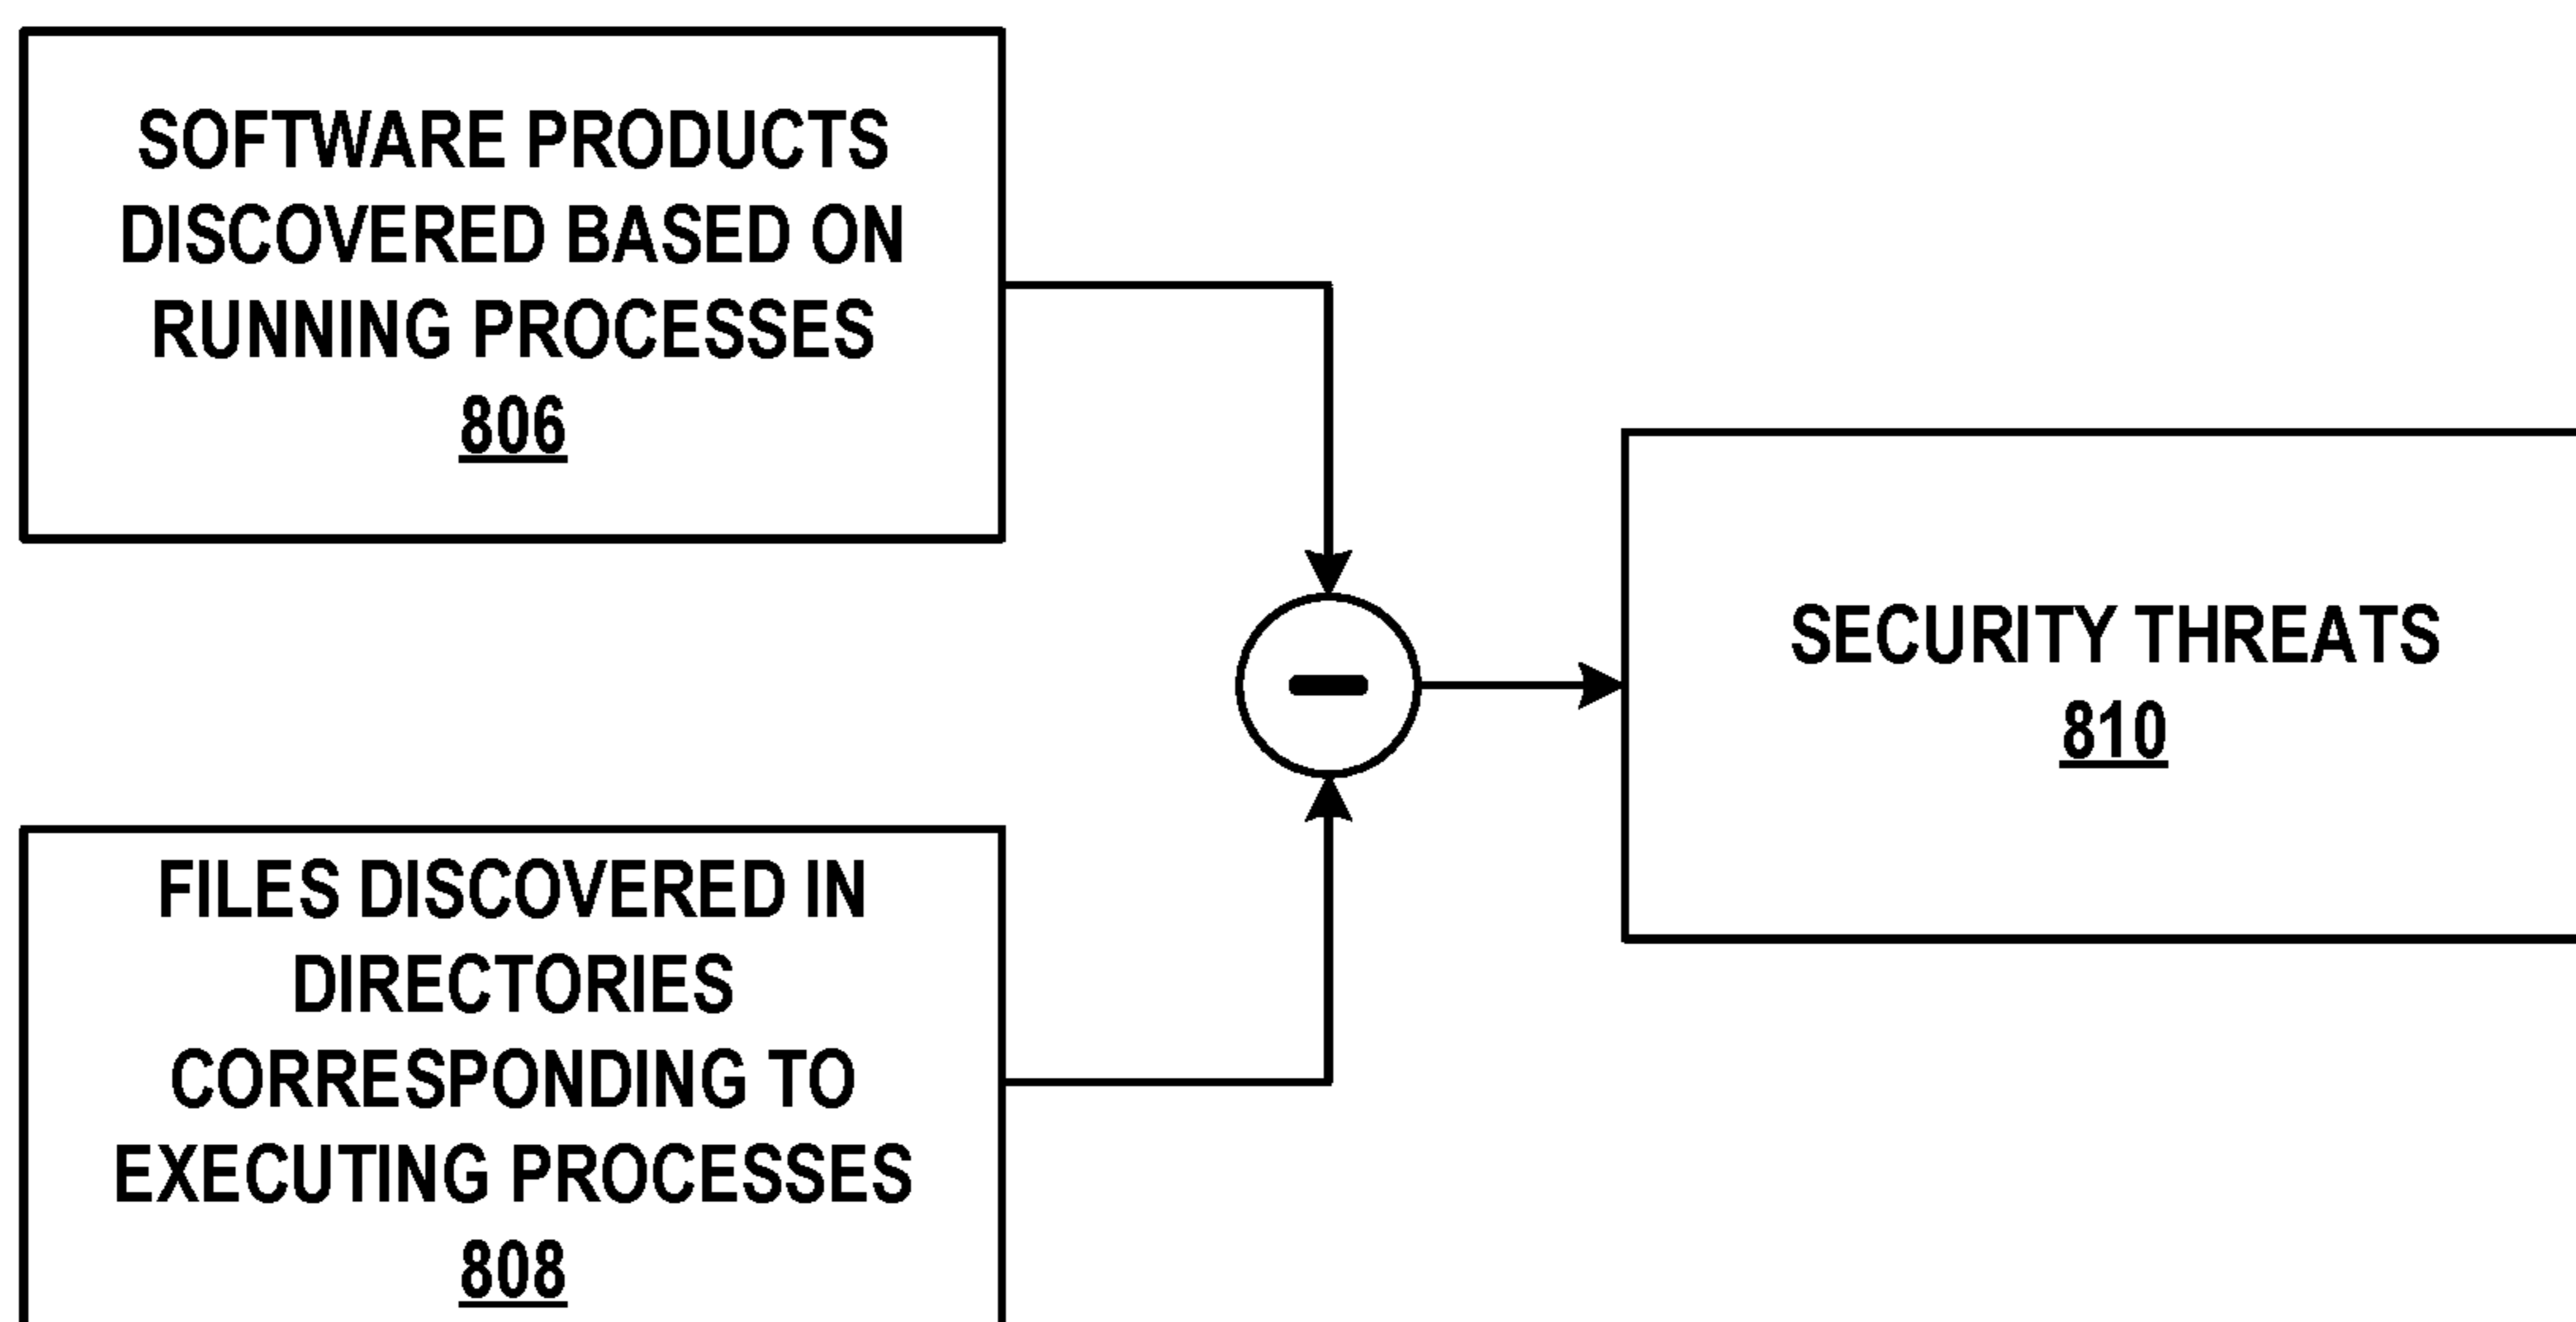 SOFTWARE PRODUCTS
DISCOVERED BASED ON
RUNNING PROCESSES
806
FILES DISCOVERED IN
DIRECTORIES
CORRESPONDING TO
EXECUTING PROCESSES
808
SECURITY THREATS
810